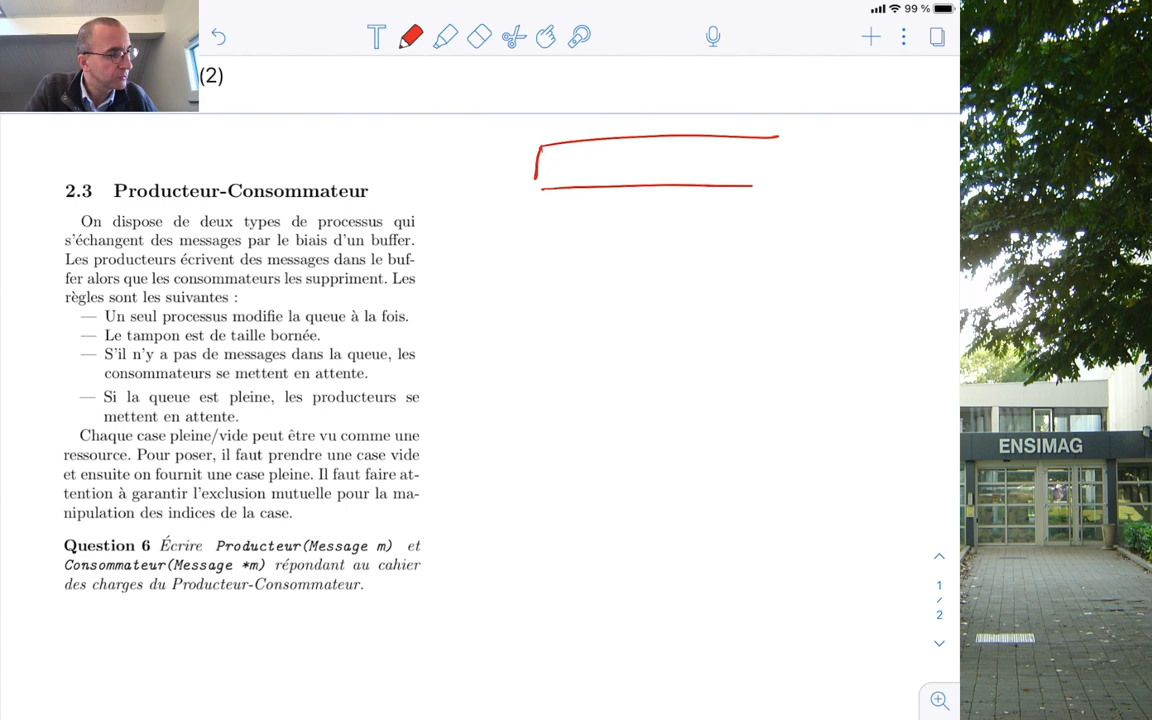 99 %
(2)
2.3 Producteur-Consommateur
On dispose de deux types de processus qui
s'échangent des messages par le biais d'un buffer.
Les producteurs écrivent des messages dans le buf-
fer alors que les consommateurs les suppriment. Les
règles sont les suivantes :
— Un seul processus modifie la queue à la fois.
— Le tampon est de taille bornée.
— S'il n'y a pas de messages dans la queue, les
consommateurs se mettent en attente.
— Si la queue est pleine, les producteurs se
mettent en attente.
Chaque case pleine/vide peut être vu comme une
ressource. Pour poser, il faut prendre une case vide
et ensuite on fournit une case pleine. Il faut faire at-
tention à garantir l'exclusion mutuelle pour la ma-
nipulation des indices de la case.
Question 6 Écrire Producteur(Message m) et
Consommateur(Message *m) répondant au cahier
des charges du Producteur-Consommateur.
1
/
2
ENSIMAG